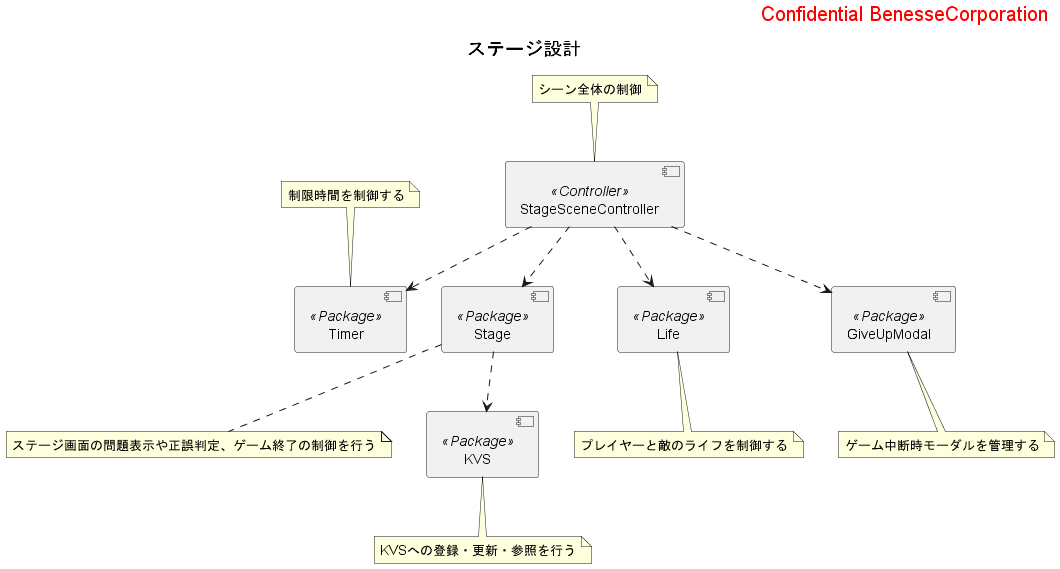 Confidential BenesseCorporation
ステージ設計
シーン全体の制御
«Controller»
StageSceneController
制限時間を制御する
«Package»
Timer
«Package»
Stage
«Package»
Life
«Package»
GiveUpModal
ステージ画面の問題表示や正誤判定、ゲーム終了の制御を行う
«Package»
KVS
プレイヤーと敵のライフを制御する
ゲーム中断時モーダルを管理する
KVSへの登録・更新・参照を行う